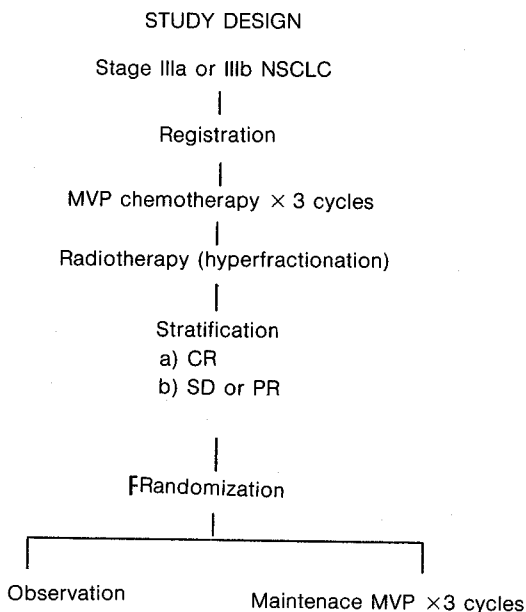 STUDY DESIGN
Stage IIIa or IIIb NSCLC
Registration
MVP chemotherapy × 3 cycles
Radiotherapy (hyperfractionation)
Stratification
a) CR
b) SD or PR
FRandomization
Observation
Maintenace MVP ×3 cycles